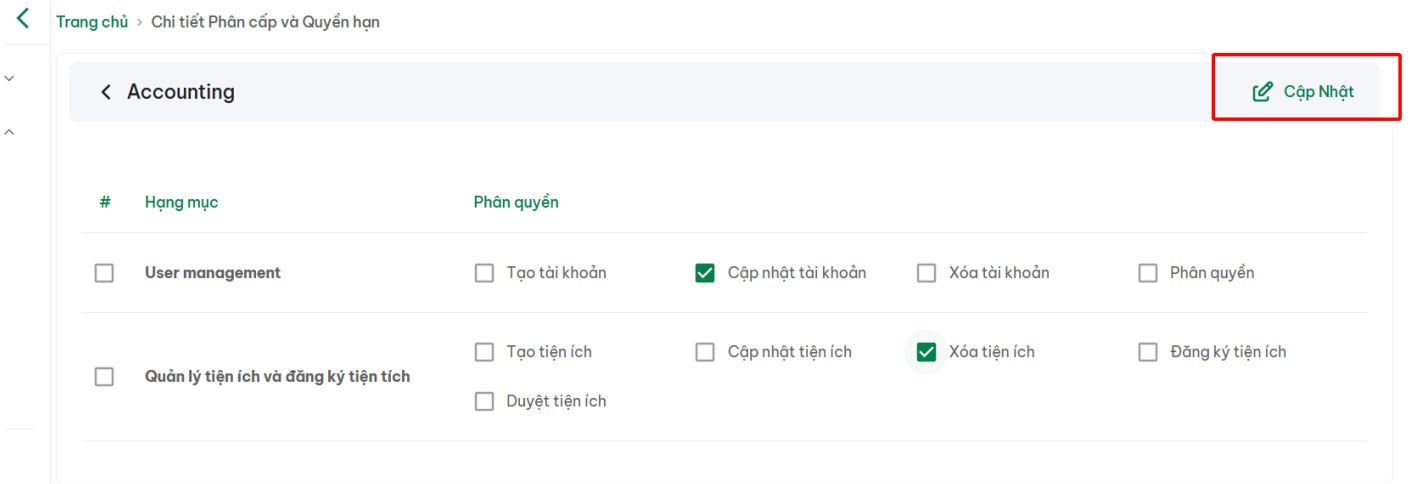 Trang chủ > Chi tiết Phân cấp và Quyền hạn
Accounting
Cập Nhật
# Hạng mục Phân quyền
User management Tạo tài khoản Cập nhật tài khoản Xóa tài khoản Phân quyền
Tạo tiện ích Cập nhật tiện ích Xóa tiện ích Đăng ký tiện ích
Quản lý tiện ích và đăng ký tiện tích
Duyệt tiện ích